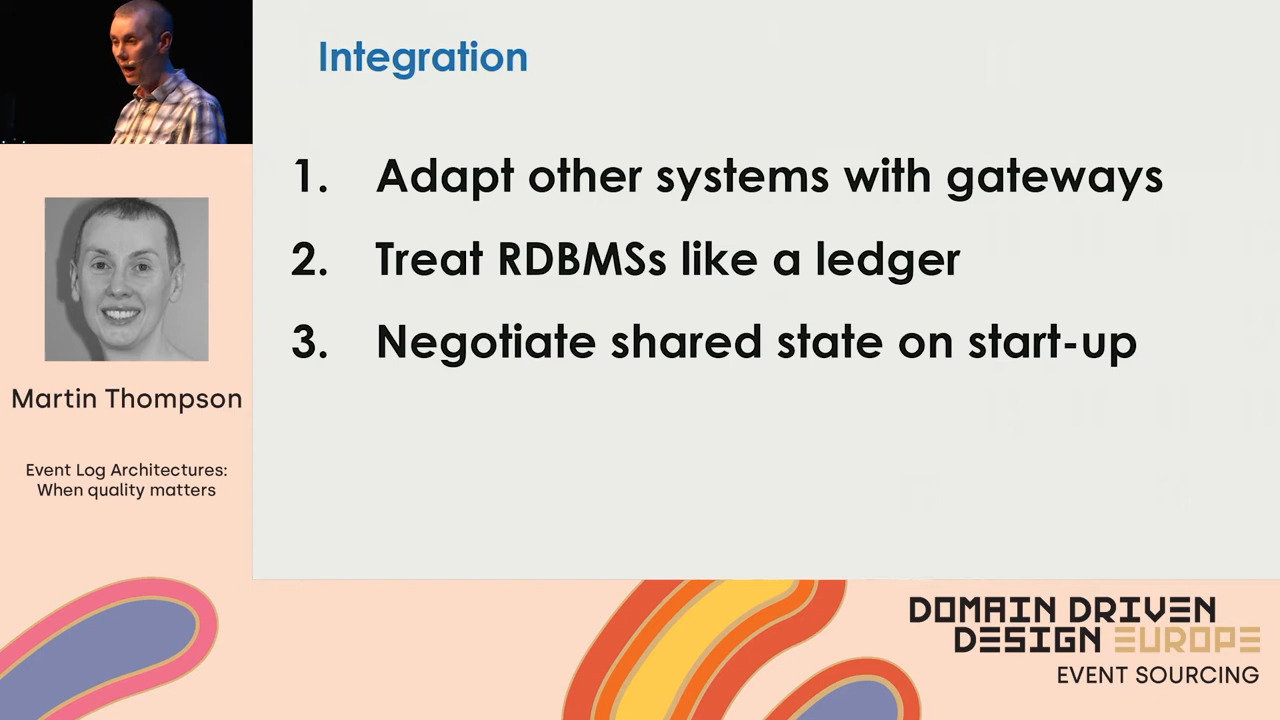 Integration
1. Adapt other systems with gateways
2. Treat RDBMSs like a ledger
3. Negotiate shared state on start-up
Martin Thompson
Event Log Architectures:
When quality matters
DOMAIN DRIVEN
DESIGN EUROPE
EVENT SOURCING